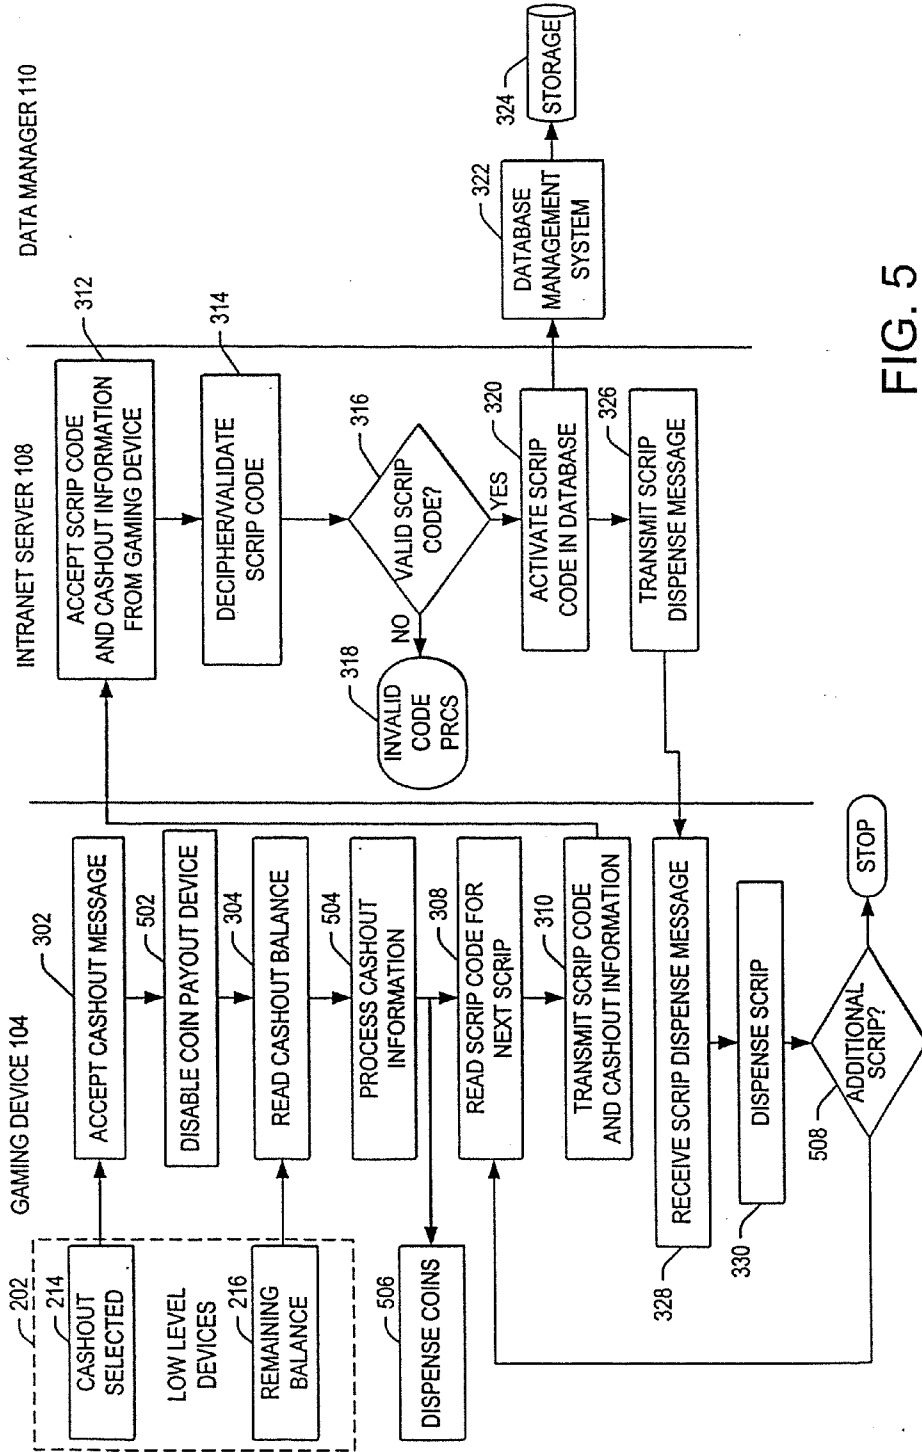 GAMING DEVICE 104
INTRANET SERVER 108
DATA MANAGER 110
202
214
CASHOUT
SELECTED
LOW LEVEL
DEVICES
216
REMAINING
BALANCE
302
ACCEPT CASHOUT MESSAGE
502
DISABLE COIN PAYOUT DEVICE
304
READ CASHOUT BALANCE
504
PROCESS CASHOUT
INFORMATION
506
DISPENSE COINS
308
READ SCRIP CODE FOR
NEXT SCRIP
310
TRANSMIT SCRIP CODE
AND CASHOUT INFORMATION
312
ACCEPT SCRIP CODE
AND CASHOUT INFORMATION
FROM GAMING DEVICE
314
DECIPHER/VALIDATE
SCRIP CODE
316
VALID SCRIP
CODE?
NO
YES
318
INVALID
CODE
PRCS
320
ACTIVATE SCRIP
CODE IN DATABASE
322
DATABASE
MANAGEMENT
SYSTEM
324
STORAGE
326
TRANSMIT SCRIP
DISPENSE MESSAGE
328
RECEIVE SCRIP DISPENSE MESSAGE
330
DISPENSE SCRIP
508
ADDITIONAL
SCRIP?
STOP
FIG. 5